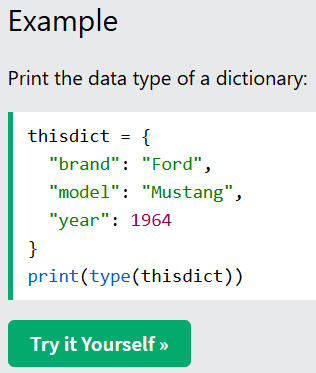 Example
Print the data type of a dictionary:
thisdict = {
  "brand": "Ford",
  "model": "Mustang",
  "year": 1964
}
print(type(thisdict))
Try it Yourself »